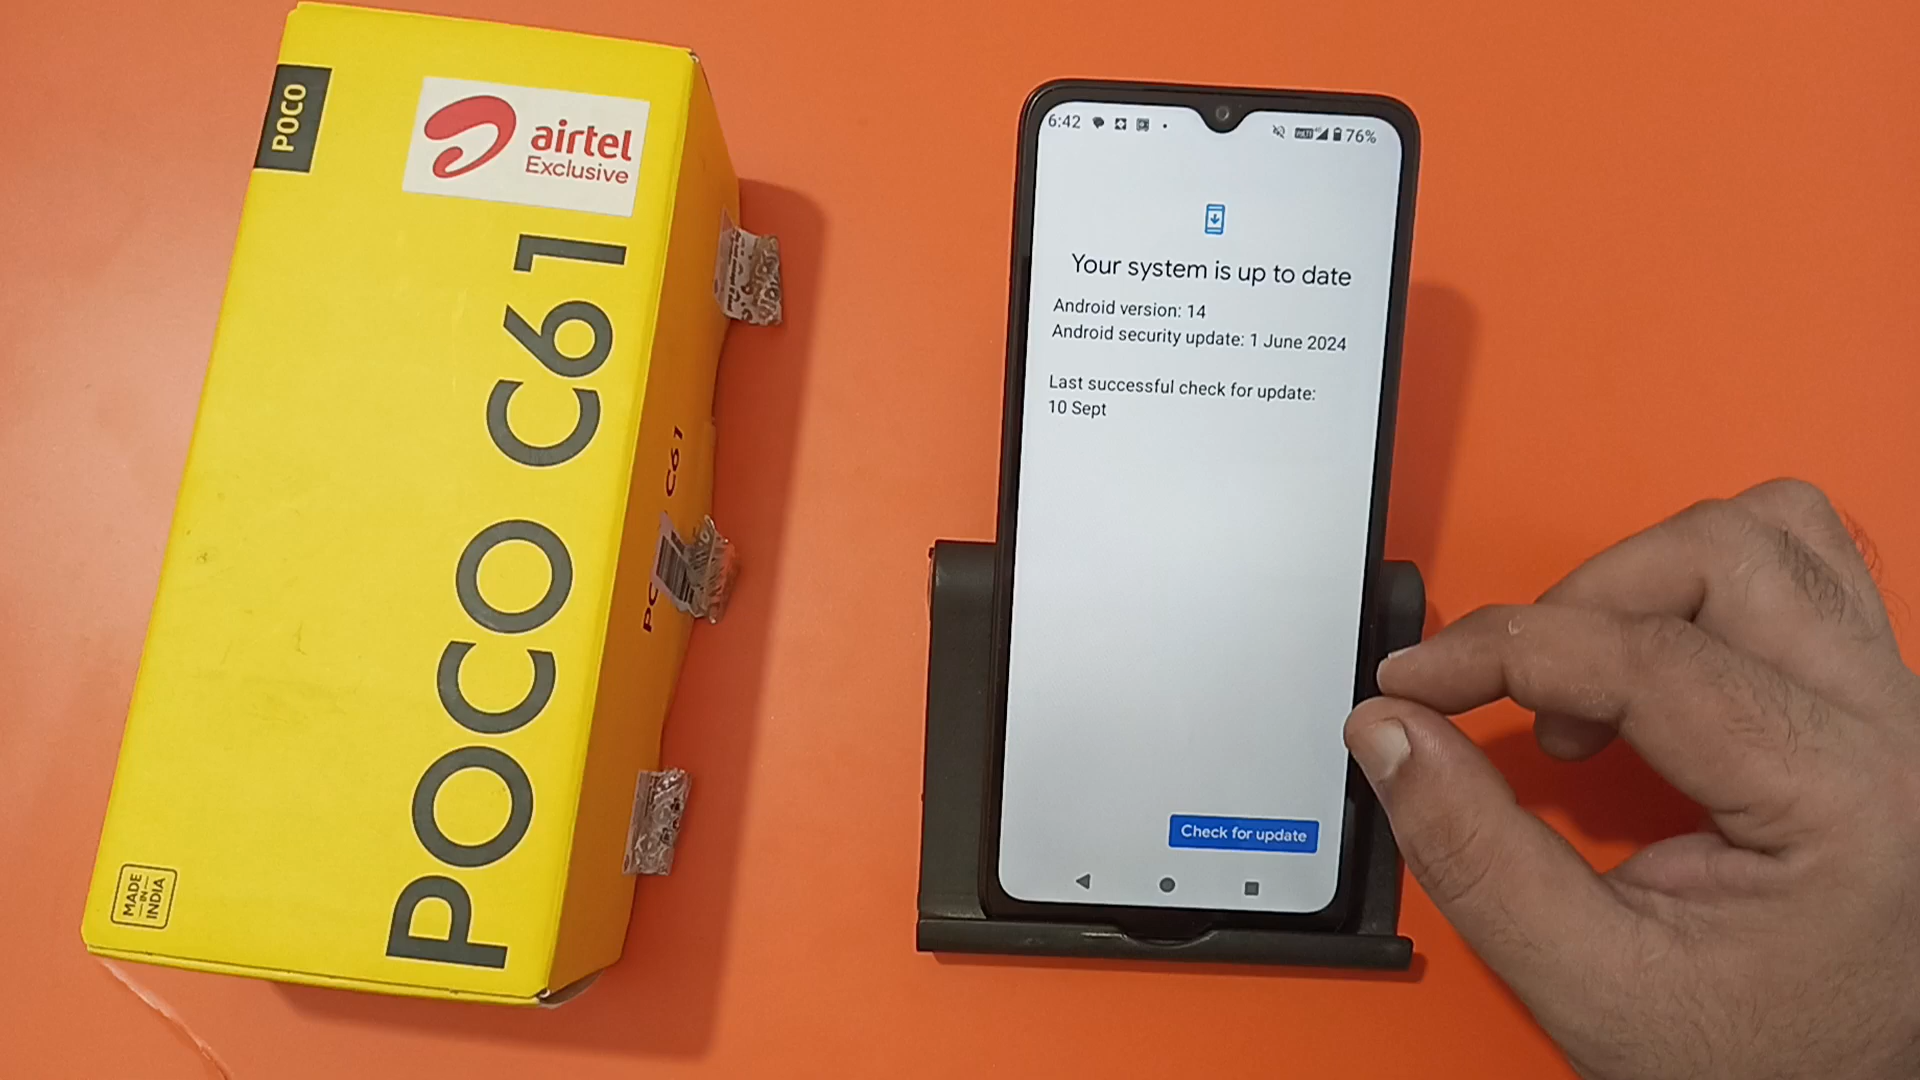 POCO
airtel
Exclusive
POCO C61
MADE
IN
INDIA
C61
6:42
76%
Your system is up to date
Android version: 14
Android security update: 1 June 2024
Last successful check for update:
10 Sept
Check for update